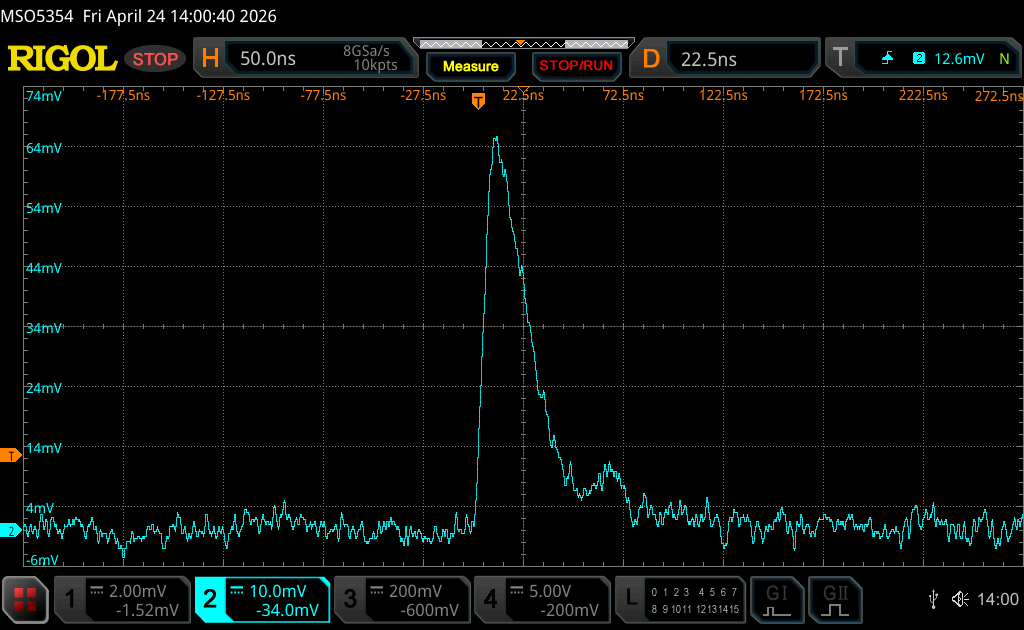 MSO5354 Fri April 24 14:00:40 2026
RIGOL STOP H 50.0ns 8GSa/s 10kpts Measure STOP/RUN D 22.5ns T 2 12.6mV N
74mV -177.5ns -127.5ns -77.5ns -27.5ns 22.5ns 72.5ns 122.5ns 172.5ns 222.5ns 272.5ns
T
64mV
54mV
44mV
34mV
24mV
14mV
T
4mV
2
-6mV
1 2.00mV -1.52mV 2 10.0mV -34.0mV 3 200mV -600mV 4 5.00V -200mV L 0 1 2 3 4 5 6 7 8 9 10 11 12 13 14 15 GI GII 14:00